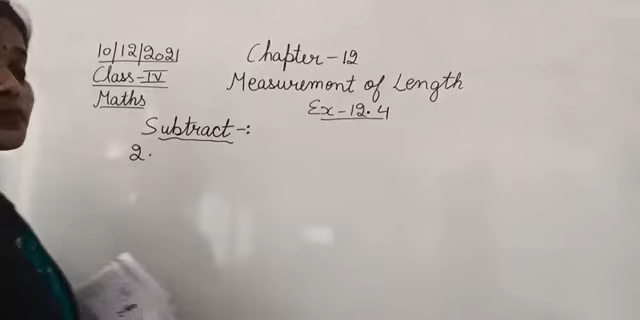 10/12/2021 Chapter-12
Class-IV Measurement of Length
Maths Ex-12.4
Subtract-:
2.